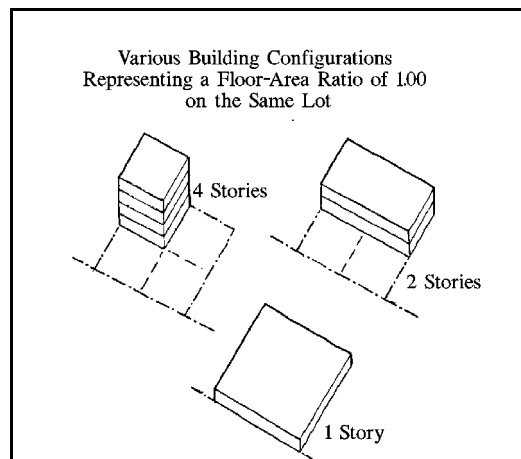 Various Building Configurations
Representing a Floor-Area Ratio of 1.00
on the Same Lot
4 Stories
2 Stories
1 Story